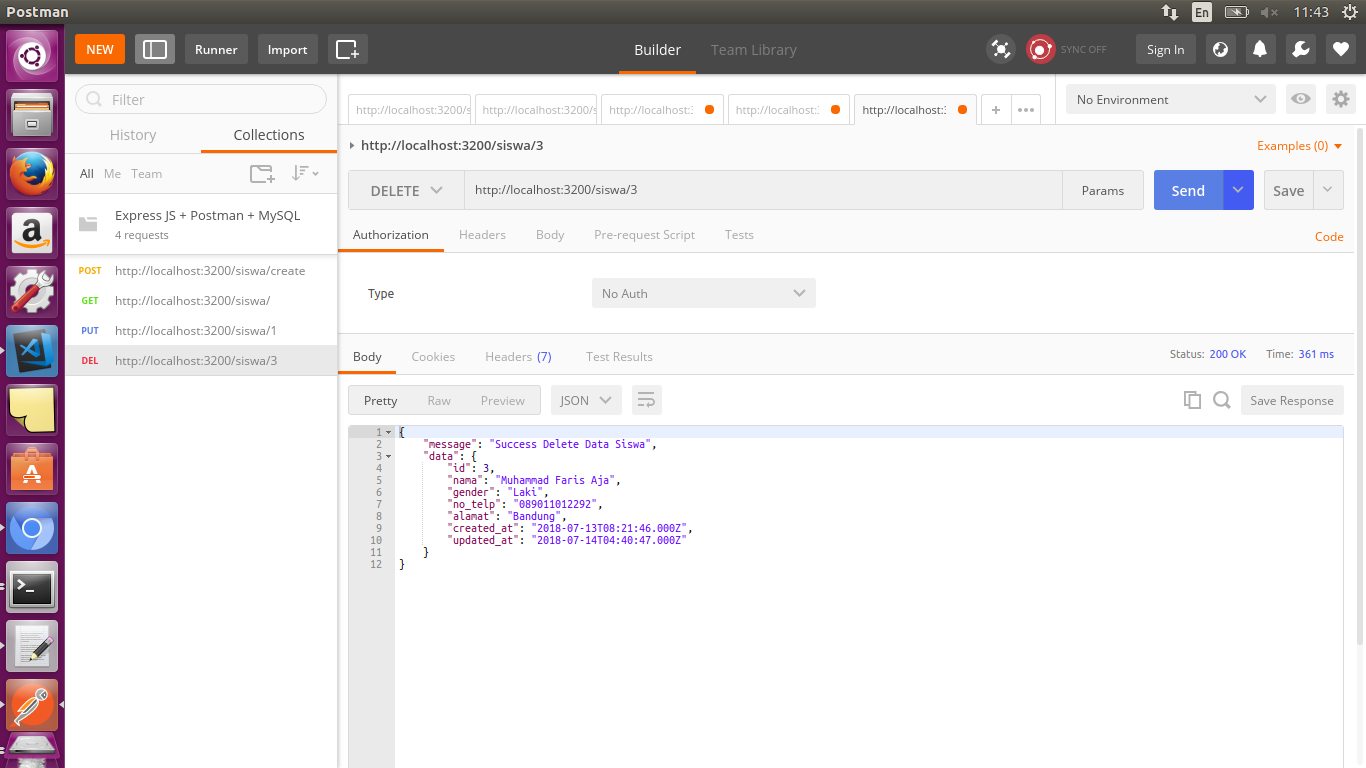 Postman
En
11:43
NEW
Runner
Import
Builder
Team Library
SYNC OFF
Sign In
Filter
History
Collections
All Me Team
Express JS + Postman + MySQL
4 requests
POST http://localhost:3200/siswa/create
GET http://localhost:3200/siswa/
PUT http://localhost:3200/siswa/1
DEL http://localhost:3200/siswa/3
http://localhost:3200/s
http://localhost:3200/s
http://localhost:
http://localhost:
http://localhost:
+
No Environment
http://localhost:3200/siswa/3
Examples (0)
DELETE
http://localhost:3200/siswa/3
Params
Send
Save
Authorization
Headers
Body
Pre-request Script
Tests
Code
Type
No Auth
Body
Cookies
Headers (7)
Test Results
Status: 200 OK
Time: 361 ms
Pretty
Raw
Preview
JSON
Save Response
1 {
2 "message": "Success Delete Data Siswa",
3 "data": {
4 "id": 3,
5 "nama": "Muhammad Faris Aja",
6 "gender": "Laki",
7 "no_telp": "089011012292",
8 "alamat": "Bandung",
9 "created_at": "2018-07-13T08:21:46.000Z",
10 "updated_at": "2018-07-14T04:40:47.000Z"
11 }
12 }